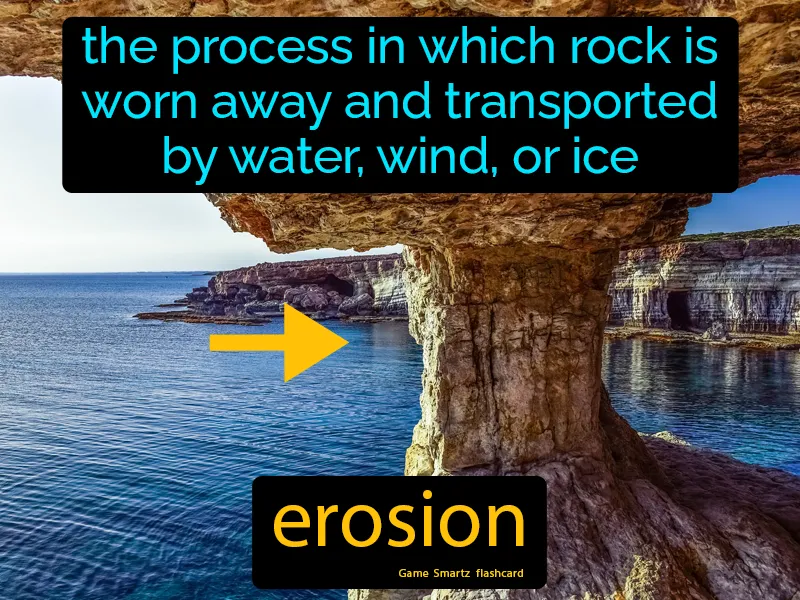 the process in which rock is
worn away and transported
by water, wind, or ice
erosion
Game Smartz flashcard